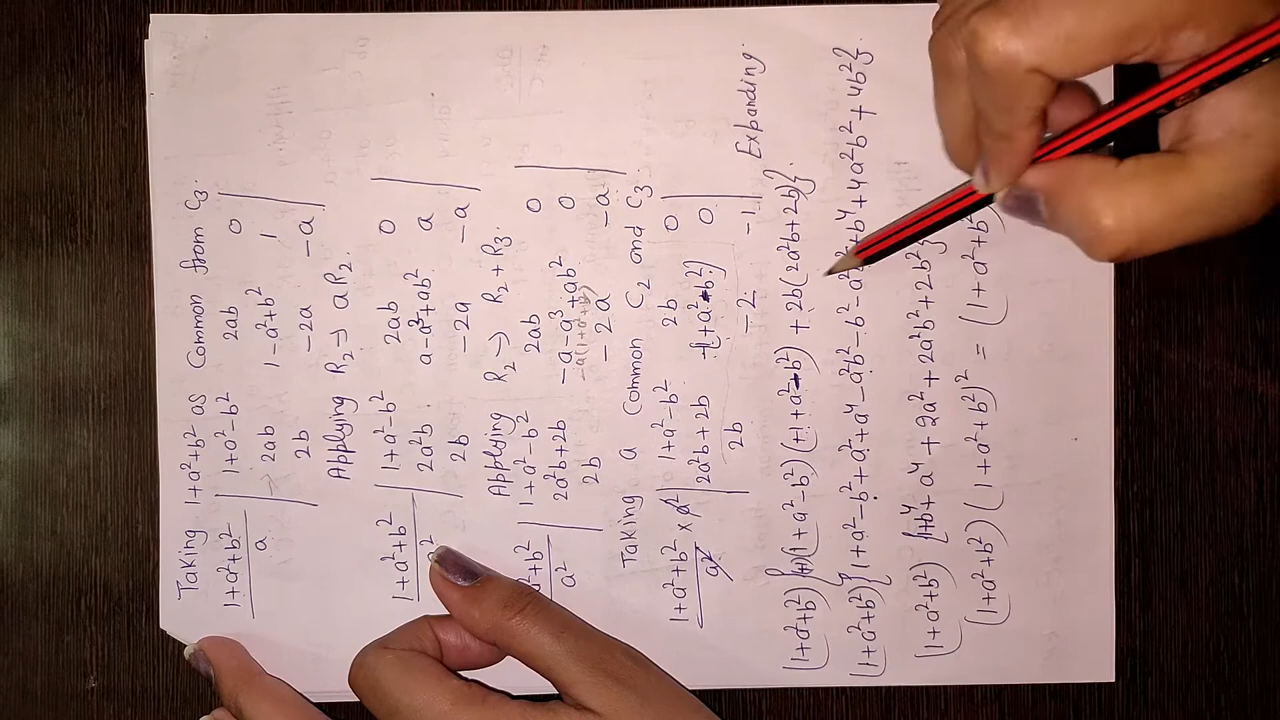 Taking 1+a²+b² as Common from C₃.
1+a²+b² / a | 1+a²-b² 2ab 0 |
→ 2ab 1-a²+b² 1
2b -2a -a
Applying R₂ → aR₂.
1+a²+b² / a² | 1+a²-b² 2ab 0 |
2a²b a-a³+ab² a
2b -2a -a
Applying R₂ → R₂ + R₃.
a²+b² / a² | 1+a²-b² 2ab 0 |
2a²b+2b -a-a³+ab² 0
2b -2a -a
Taking a Common C₂ and C₃.
1+a²+b² / a² × a² | 1+a²-b² 2b 0 |
2a²b+2b -(1+a²-b²) 0
2b -2 -1
Expanding.
(1+a²+b²) {(1+a²-b²)(1+a²-b²) + 2b(2a²b+2b)}.
(1+a²+b²){1+a²-b²+a²+a⁴-a²b²-b²-a²b²+b⁴+4a²b²+4b²}.
(1+a²+b²) {1+b⁴+a⁴+2a²+2a²b²+2b²}
(1+a²+b²) (1+a²+b²)² = (1+a²+b²